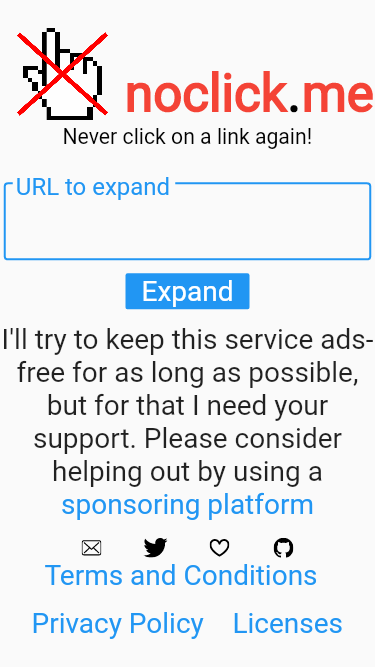 noclick.me
Never click on a link again!
URL to expand
Expand
I'll try to keep this service ads-
free for as long as possible,
but for that I need your
support. Please consider
helping out by using a
sponsoring platform
Terms and Conditions
Privacy Policy Licenses